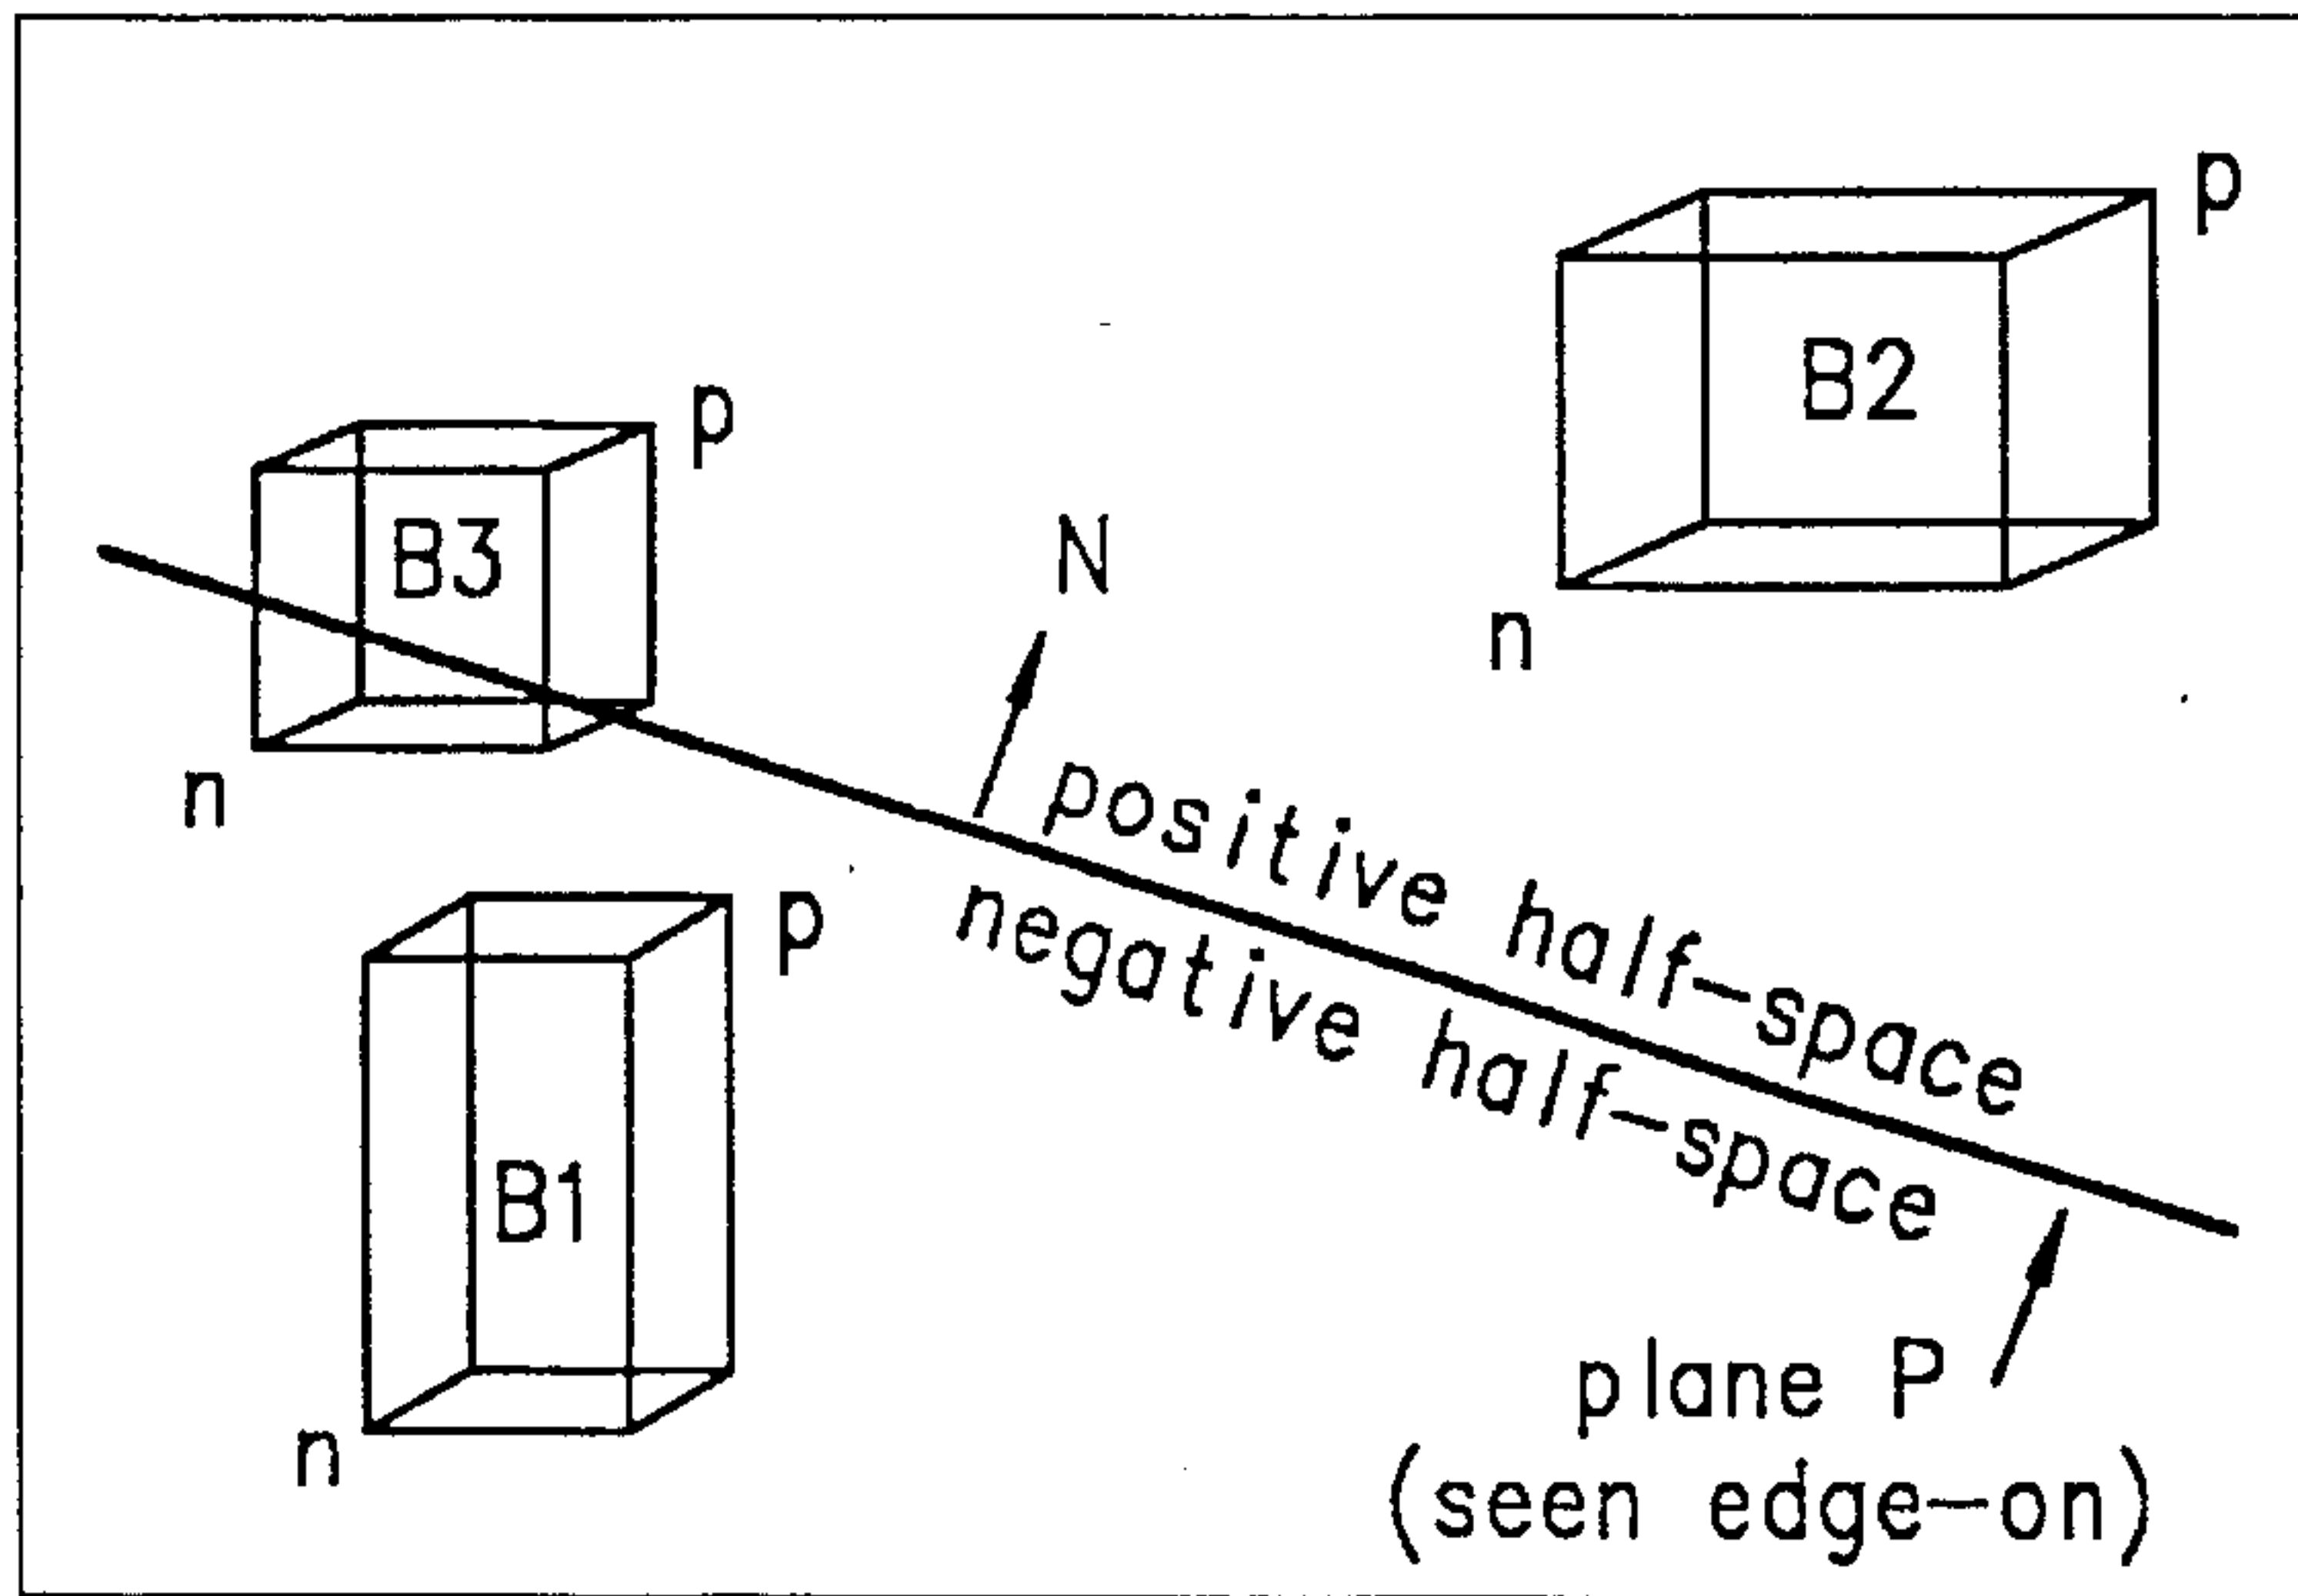 p
B2
p
B3
N
n
n
positive half-space
negative half-space
p
B1
plane P
n
(seen edge-on)